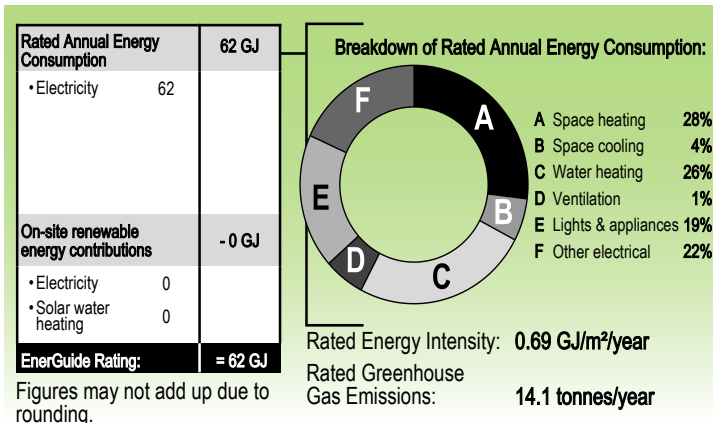 Rated Annual Energy
Consumption
62 GJ
• Electricity 62
On-site renewable
energy contributions
- 0 GJ
• Electricity 0
• Solar water
heating 0
EnerGuide Rating: = 62 GJ
Figures may not add up due to
rounding.
Breakdown of Rated Annual Energy Consumption:
A
B
C
D
E
F
A Space heating 28%
B Space cooling 4%
C Water heating 26%
D Ventilation 1%
E Lights & appliances 19%
F Other electrical 22%
Rated Energy Intensity: 0.69 GJ/m²/year
Rated Greenhouse
Gas Emissions: 14.1 tonnes/year